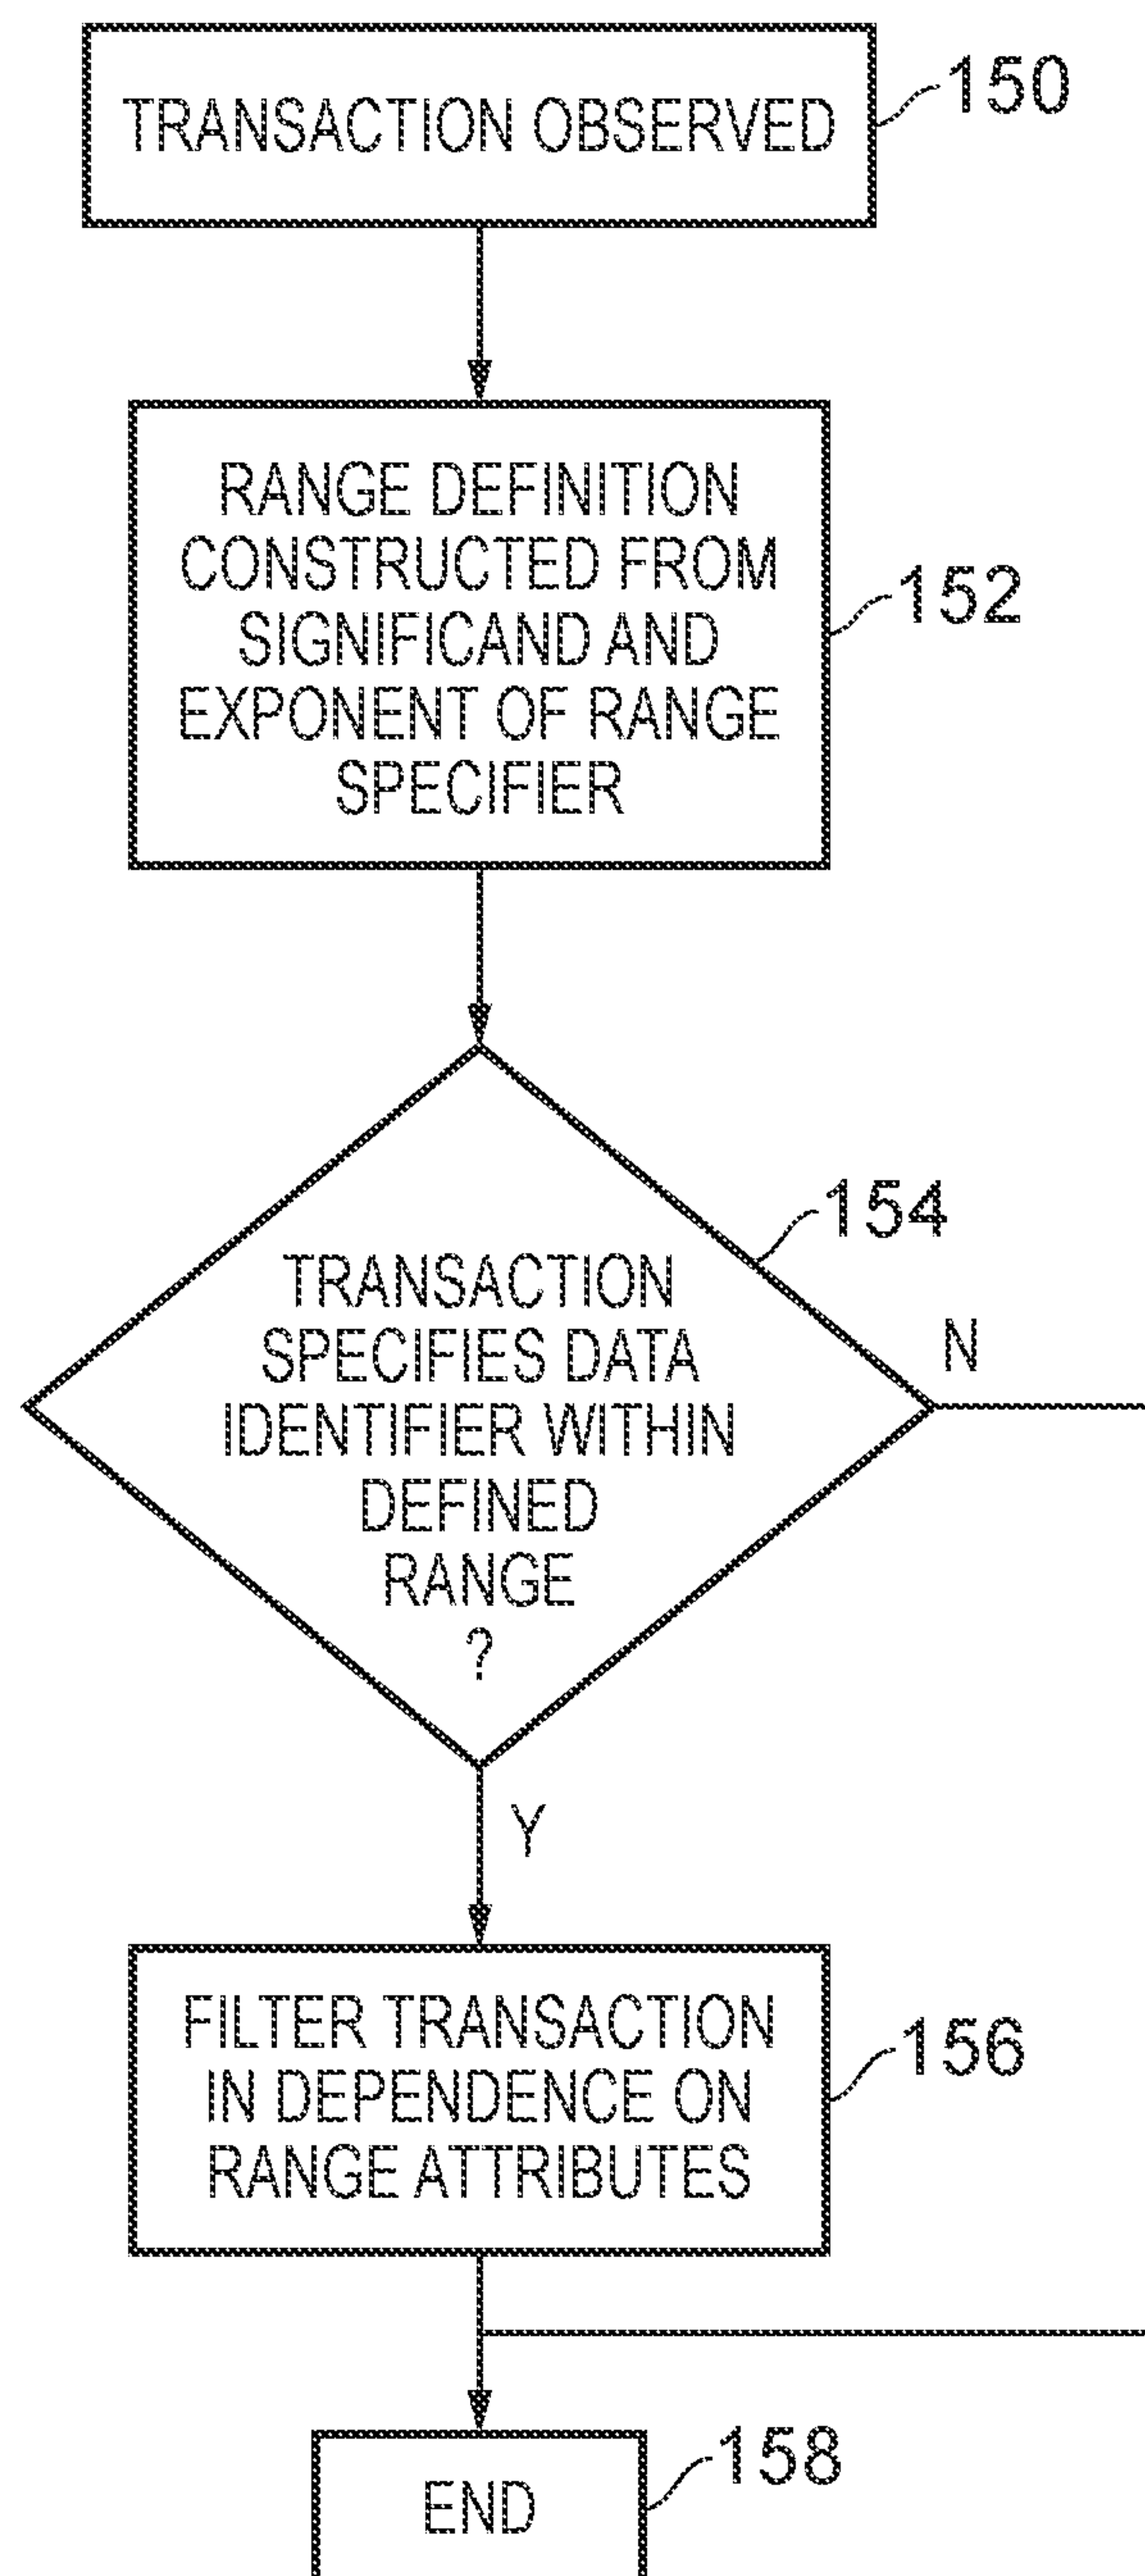 TRANSACTION OBSERVED
150
RANGE DEFINITION
CONSTRUCTED FROM
SIGNIFICAND AND
EXPONENT OF RANGE
SPECIFIER
152
154
TRANSACTION
SPECIFIES DATA
IDENTIFIER WITHIN
DEFINED
RANGE
?
N
Y
FILTER TRANSACTION
IN DEPENDENCE ON
RANGE ATTRIBUTES
156
END
158